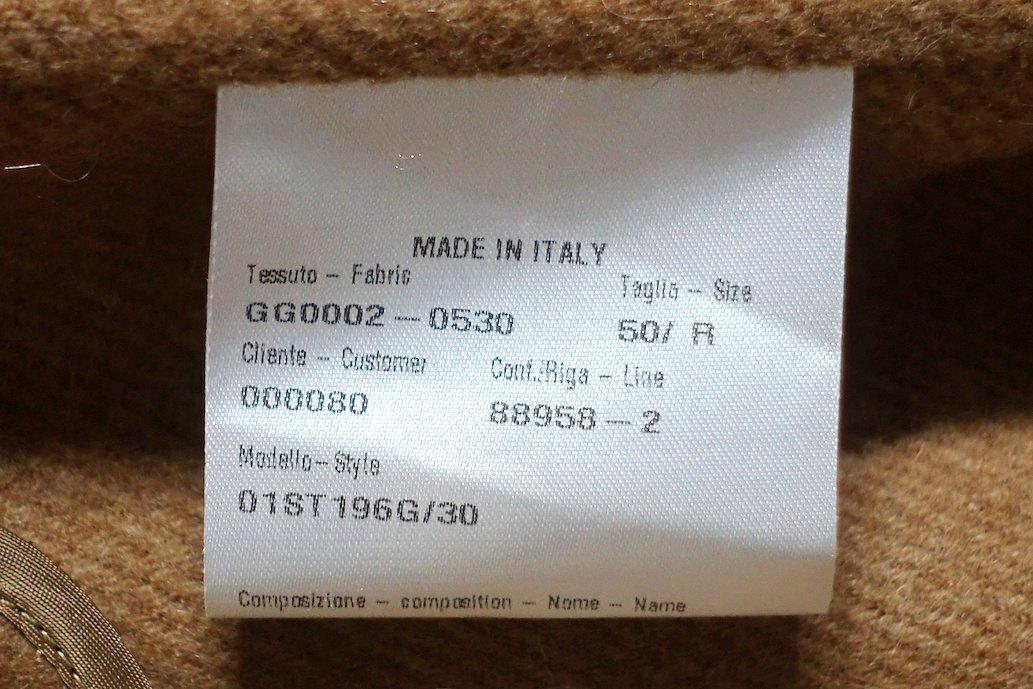 MADE IN ITALY
Tessuto - Fabric
Taglia - Size
GG0002 - 0530
50/ R
Cliente - Customer
Conf./Riga - Line
000080
88958 - 2
Modello - Style
01ST196G/30
Composizione - composition - Nome - Name